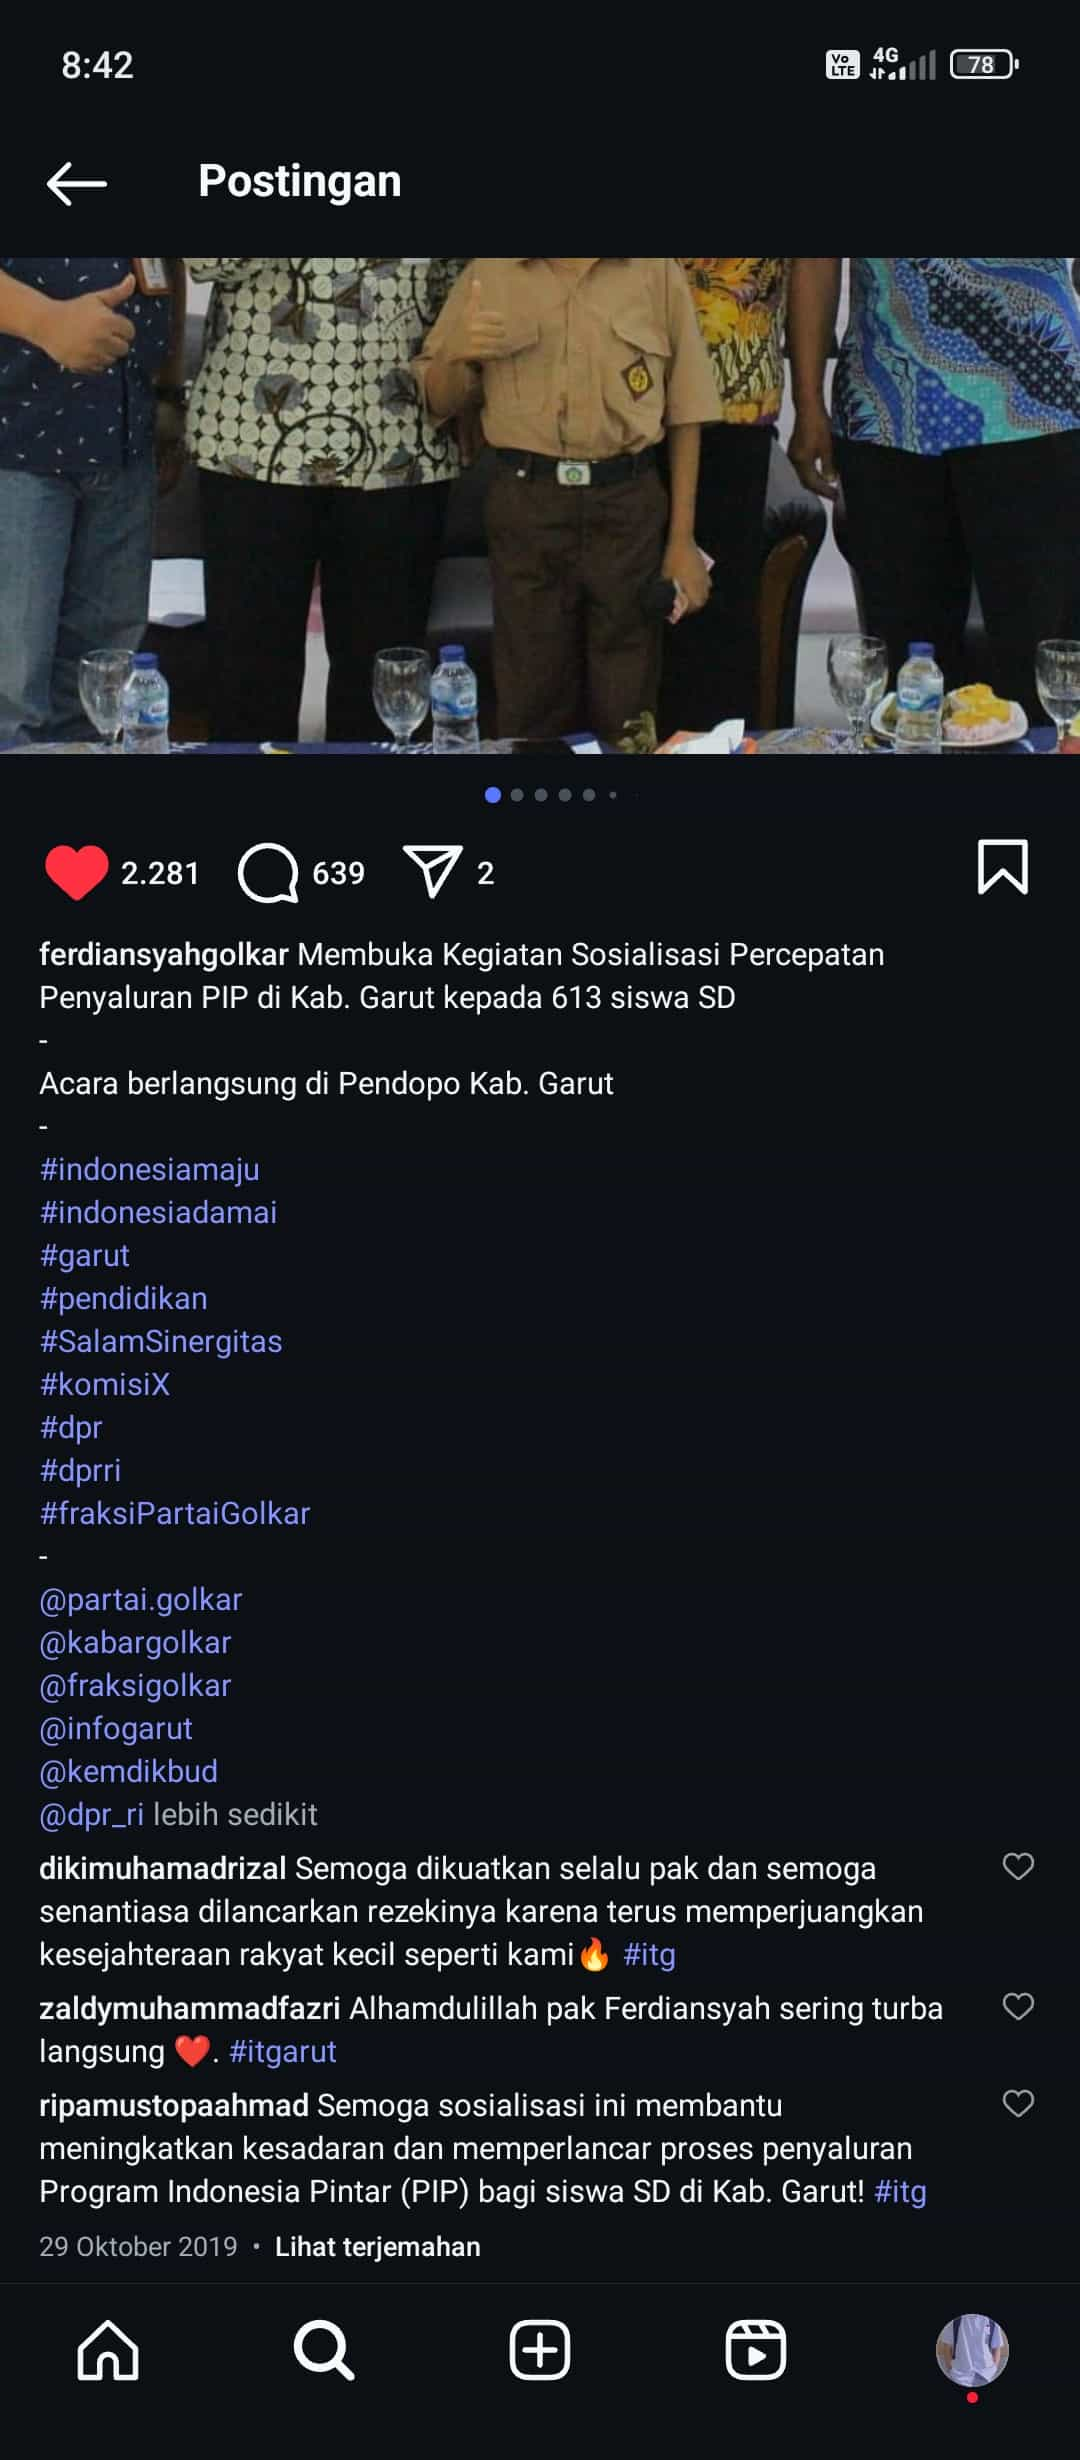 8:42
Vo
LTE
4G
78
Postingan
2.281
639
2
ferdiansyahgolkar Membuka Kegiatan Sosialisasi Percepatan
Penyaluran PIP di Kab. Garut kepada 613 siswa SD
-
Acara berlangsung di Pendopo Kab. Garut
-
#indonesiamaju
#indonesiadamai
#garut
#pendidikan
#SalamSinergitas
#komisiX
#dpr
#dprri
#fraksiPartaiGolkar
-
@partai.golkar
@kabargolkar
@fraksigolkar
@infogarut
@kemdikbud
@dpr_ri lebih sedikit
dikimuhamadrizal Semoga dikuatkan selalu pak dan semoga
senantiasa dilancarkan rezekinya karena terus memperjuangkan
kesejahteraan rakyat kecil seperti kami🔥 #itg
zaldymuhammadfazri Alhamdulillah pak Ferdiansyah sering turba
langsung ❤️. #itgarut
ripamustopaahmad Semoga sosialisasi ini membantu
meningkatkan kesadaran dan memperlancar proses penyaluran
Program Indonesia Pintar (PIP) bagi siswa SD di Kab. Garut! #itg
29 Oktober 2019 • Lihat terjemahan